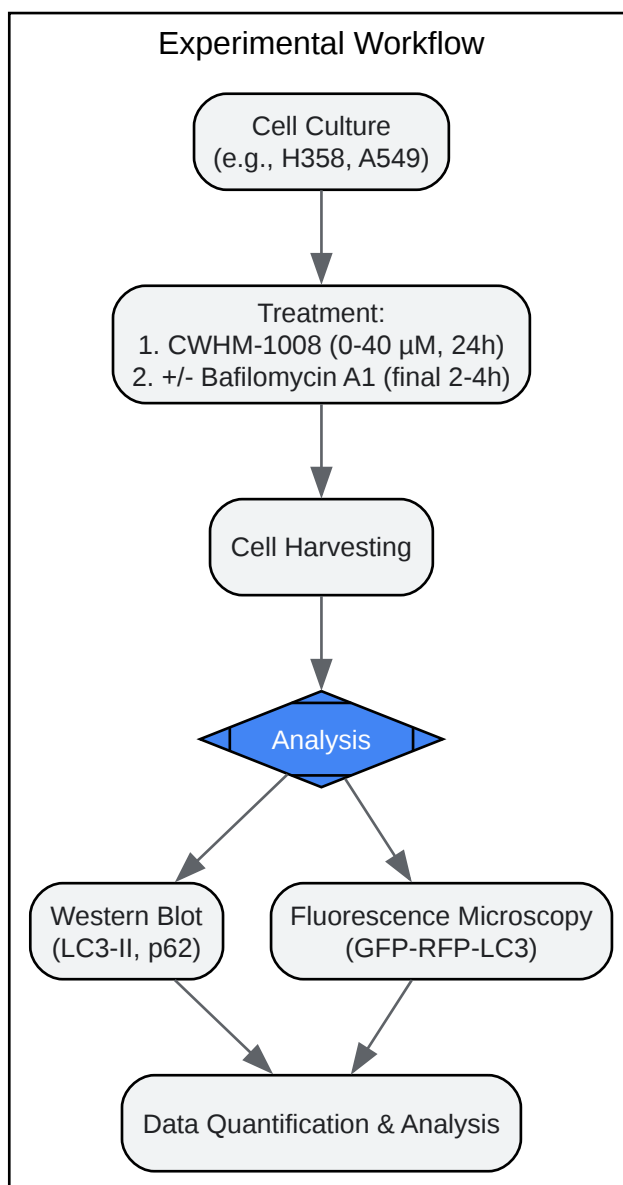 Experimental Workflow
Cell Culture
(e.g., H358, A549)
Treatment:
1. CWHM-1008 (0-40 µM, 24h)
2. +/- Bafilomycin A1 (final 2-4h)
Cell Harvesting
Analysis
Western Blot
(LC3-II, p62)
Fluorescence Microscopy
(GFP-RFP-LC3)
Data Quantification & Analysis